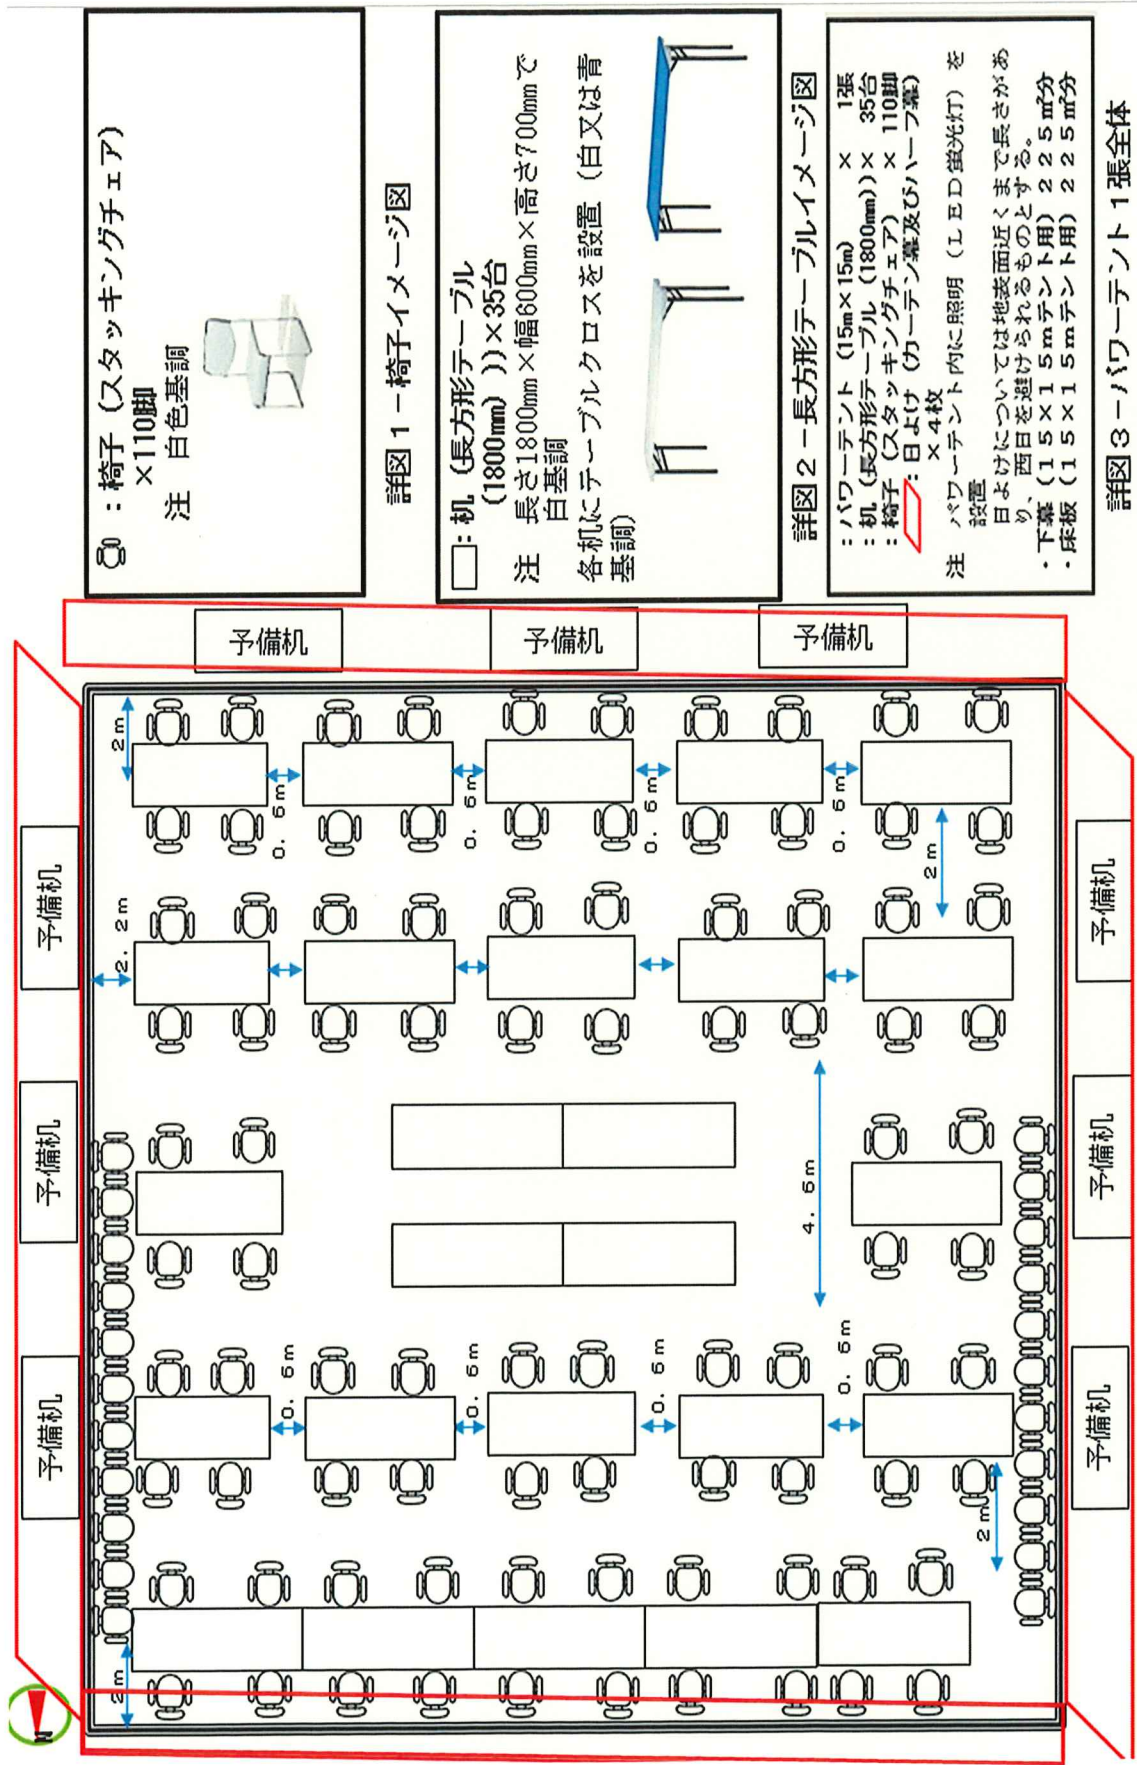 ：椅子（スタッキングチェア）
×110脚
注　白色基調
詳図１－椅子イメージ図
：机（長方形テーブル
(1800mm)　))×35台
注　長さ1800mm×幅600mm×高さ700mmで
白基調
各机にテーブルクロスを設置（白又は青
基調）
詳図２－長方形テーブルイメージ図
：パワーテント（15m×15m）　×　1張
：机（長方形テーブル（1800mm））×　35台
：椅子（スタッキングチェア）　×　110脚
：日よけ（カーテン幕及びハーフ幕）
×４枚
注　パワーテント内に照明（ＬＥＤ蛍光灯）を
設置
日よけについては地表面近くまで長さがあ
り、西日を避けられるものとする。
・下幕（１５×１５mテント用）２２５㎡分
・床板（１５×１５mテント用）２２５㎡分
詳図３－パワーテント１張全体
予備机
予備机
予備机
予備机
予備机
予備机
予備机
予備机
予備机
N
2m
2m
2．2m
2m
2m
4．6m
0．6m
0．6m
0．6m
0．6m
0．6m
0．6m
0．6m
0．6m